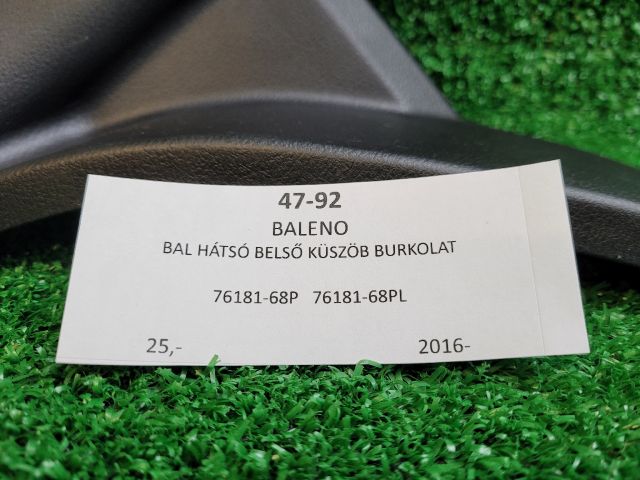 47-92
BALENO
BAL HÁTSÓ BELSŐ KÜSZÖB BURKOLAT
76181-68P 76181-68PL
25,- 2016-